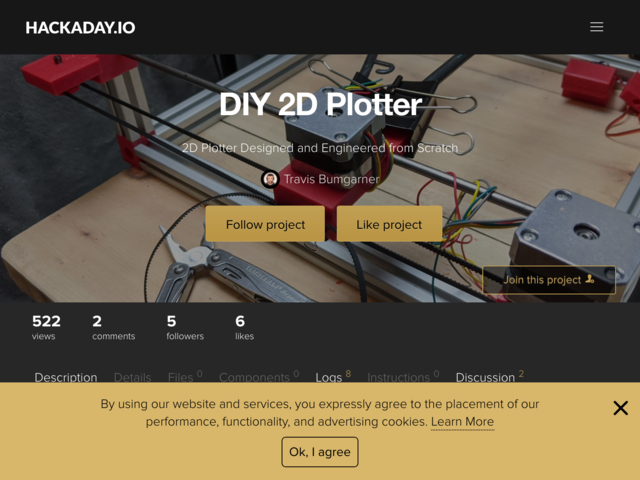 HACKADAY.IO
DIY 2D Plotter
2D Plotter Designed and Engineered from Scratch
Travis Bumgarner
Follow project
Like project
Join this project
522
2
5
6
views
comments
followers
likes
Description
Details
Files 0
Components 0
Logs 8
Instructions 0
Discussion 2
By using our website and services, you expressly agree to the placement of our
performance, functionality, and advertising cookies. Learn More
Ok, I agree